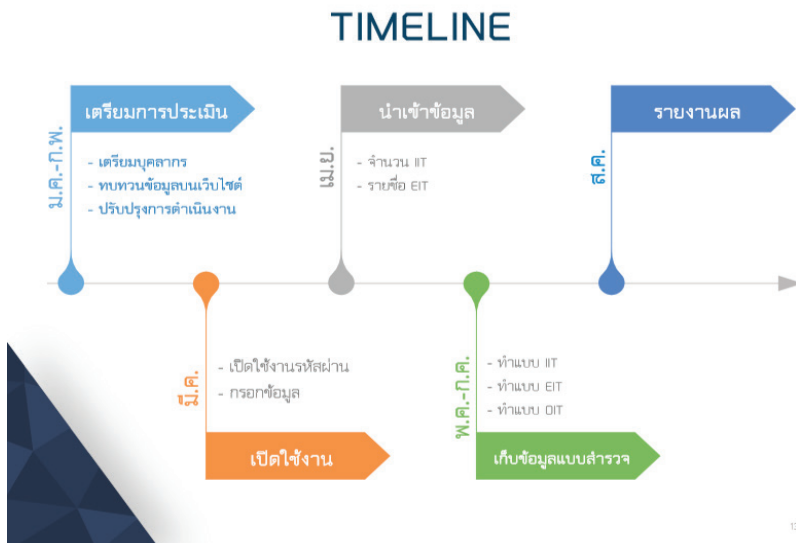 TIMELINE
เตรียมการประเมิน
ม.ค.-ก.พ.
- เตรียมบุคลากร
- ทบทวนข้อมูลบนเว็บไซต์
- ปรับปรุงการดำเนินงาน
นำเข้าข้อมูล
เม.ย.
- จำนวน IIT
- รายชื่อ EIT
รายงานผล
ส.ค.
มี.ค.
- เปิดใช้งานรหัสผ่าน
- กรอกข้อมูล
เปิดใช้งาน
พ.ค.-ก.ค.
- ทำแบบ IIT
- ทำแบบ EIT
- ทำแบบ OIT
เก็บข้อมูลแบบสำรวจ